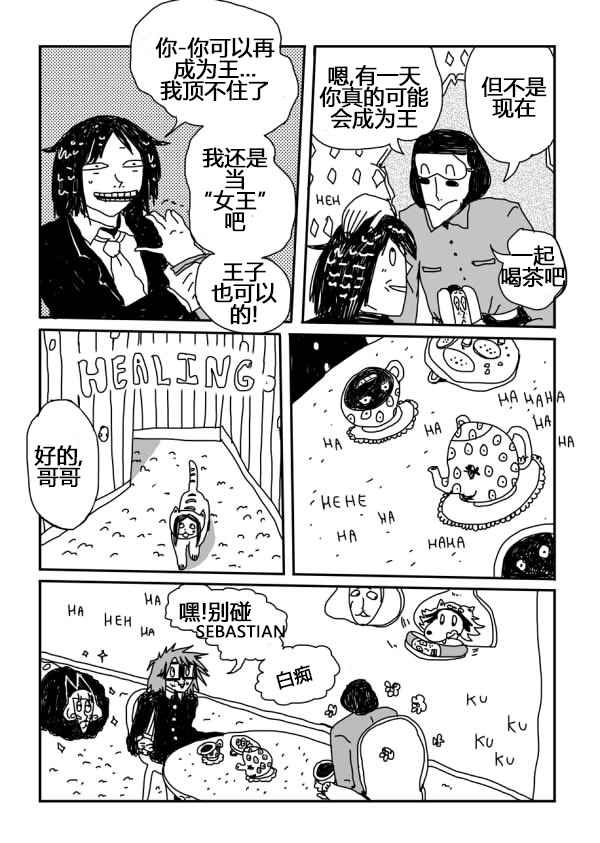 你-你可以再
成为王...
我顶不住了
我还是
当
“女王”
吧
王子
也可以
的!
嗯,有一天
你真的可能
会成为王
但不是
现在
HEH
一起
喝茶吧
HEALING
好的,
哥哥
HA HAHA
HA
HA
HA
HA
HEHE
HA
HA
HAHA
HA
HEH
HA
HA
嘿!别碰
SEBASTIAN
白痴
KU
KU
KU
KU